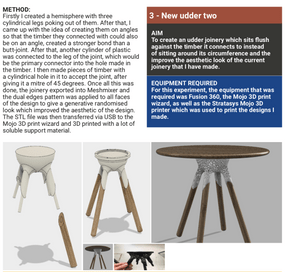 METHOD:
Firstly I created a hemisphere with three
cylindrical legs poking out of them. After that, I
came up with the idea of creating them on angles
so that the timber they connected with could also
be on an angle, created a stronger bond than a
butt joint. After that, another cylinder of plastic
was connected to the leg of the joint, which would
be the primary connector into the hole made in
the timber. I then made pieces of timber with
a cylindrical hole in it to accept the joint, after
giving it a mitre of 45 degrees. Once all this was
done, the joinery exported into Meshmixer and
the dual edges pattern was applied to all faces
of the design to give a generative randomised
look which improved the aesthetic of the design.
The STL file was then transferred via USB to the
Mojo 3D print wizard and 3D printed with a lot of
soluble support material.
3 - New udder two
AIM
To create an udder joinery which sits flush
against the timber it connects to instead
of sitting around its circumference and
improve the aesthetic look of the current
joinery that I have made.
EQUIPMENT REQUIRED
For this experiment, the equipment that was
required was Fusion 360, the Mojo 3D print
wizard, as well as the Stratasys Mojo 3D
printer which was used to print the designs I
made.